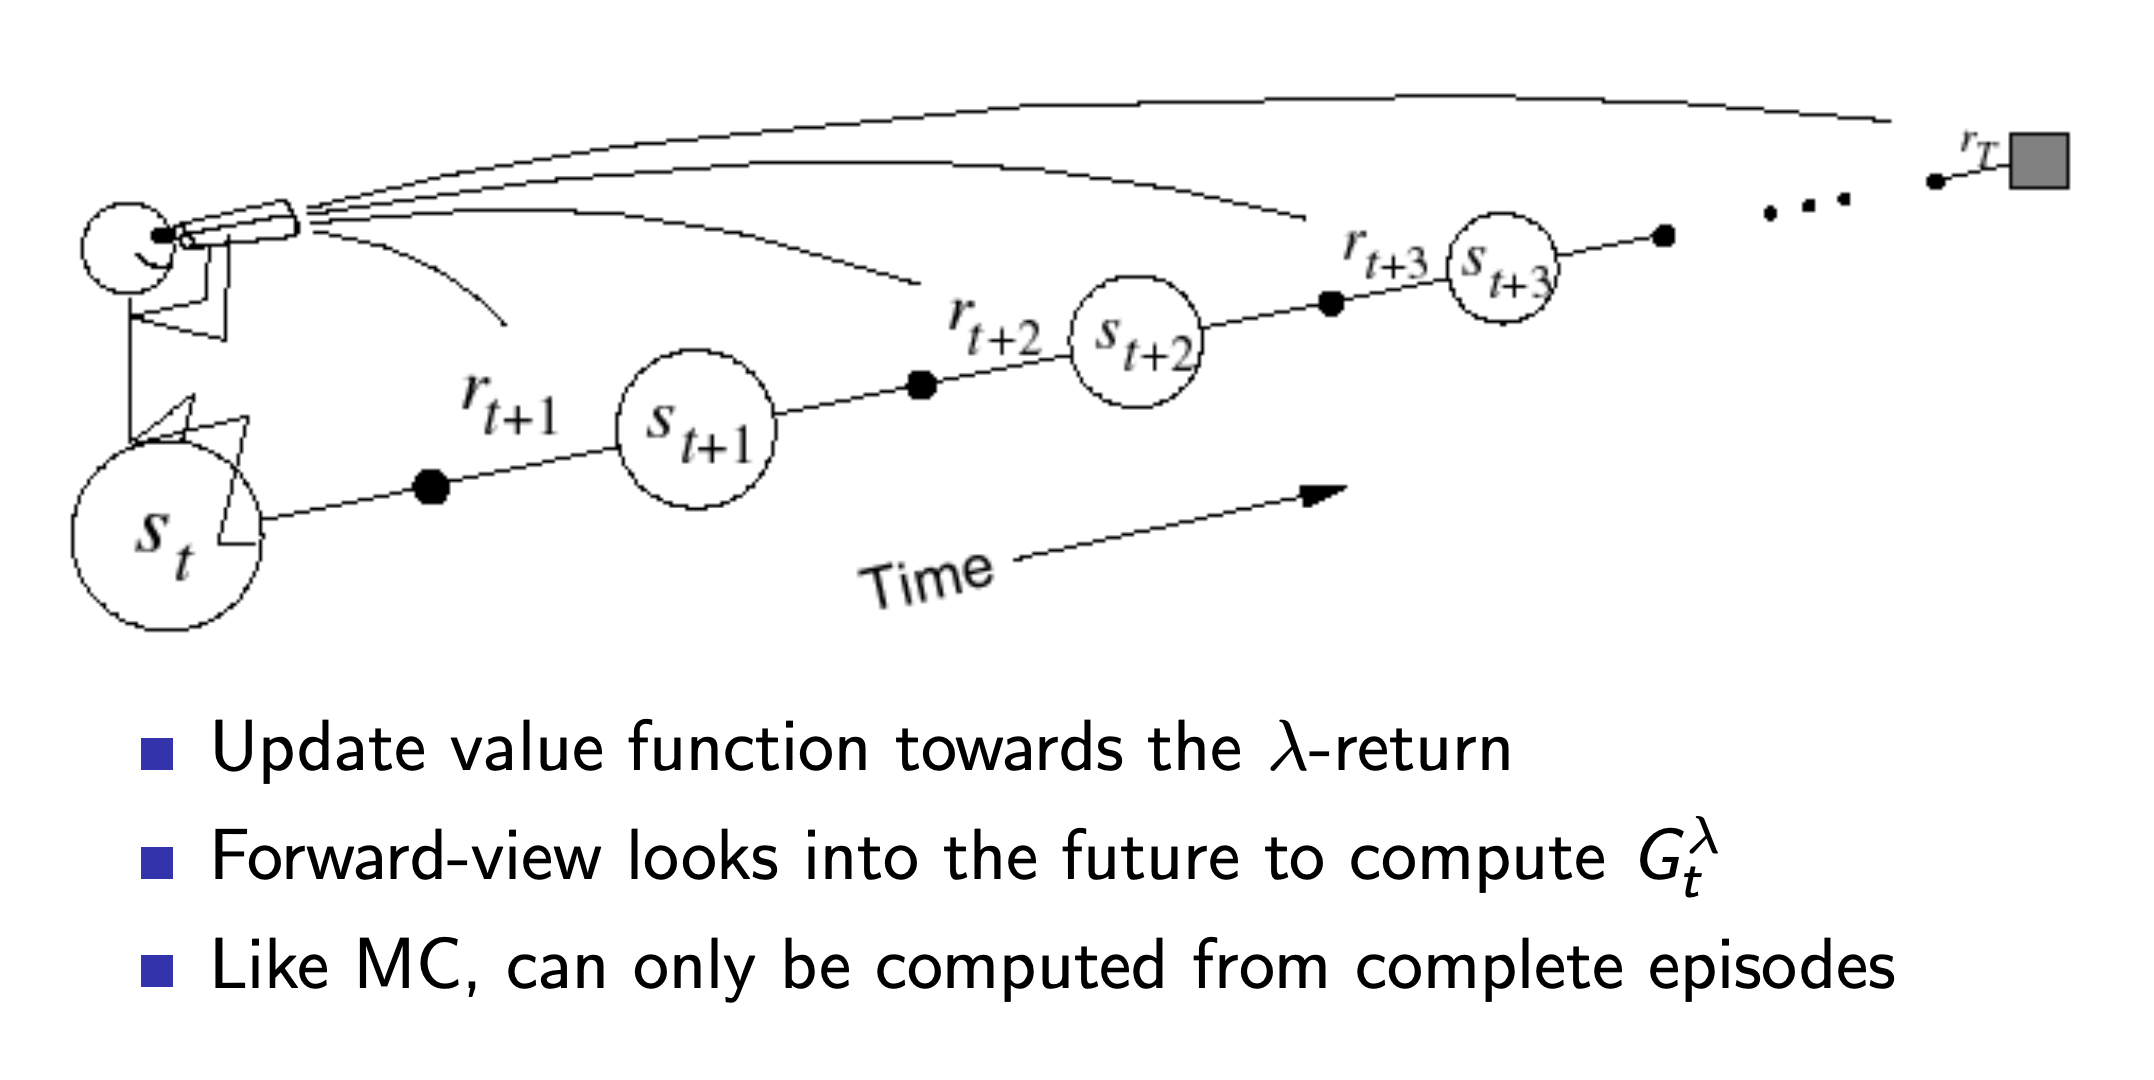 r_T
r_{t+3} s_{t+3}
r_{t+2} s_{t+2}
r_{t+1} s_{t+1}
s_t
Time
Update value function towards the λ-return
Forward-view looks into the future to compute G_t^λ
Like MC, can only be computed from complete episodes